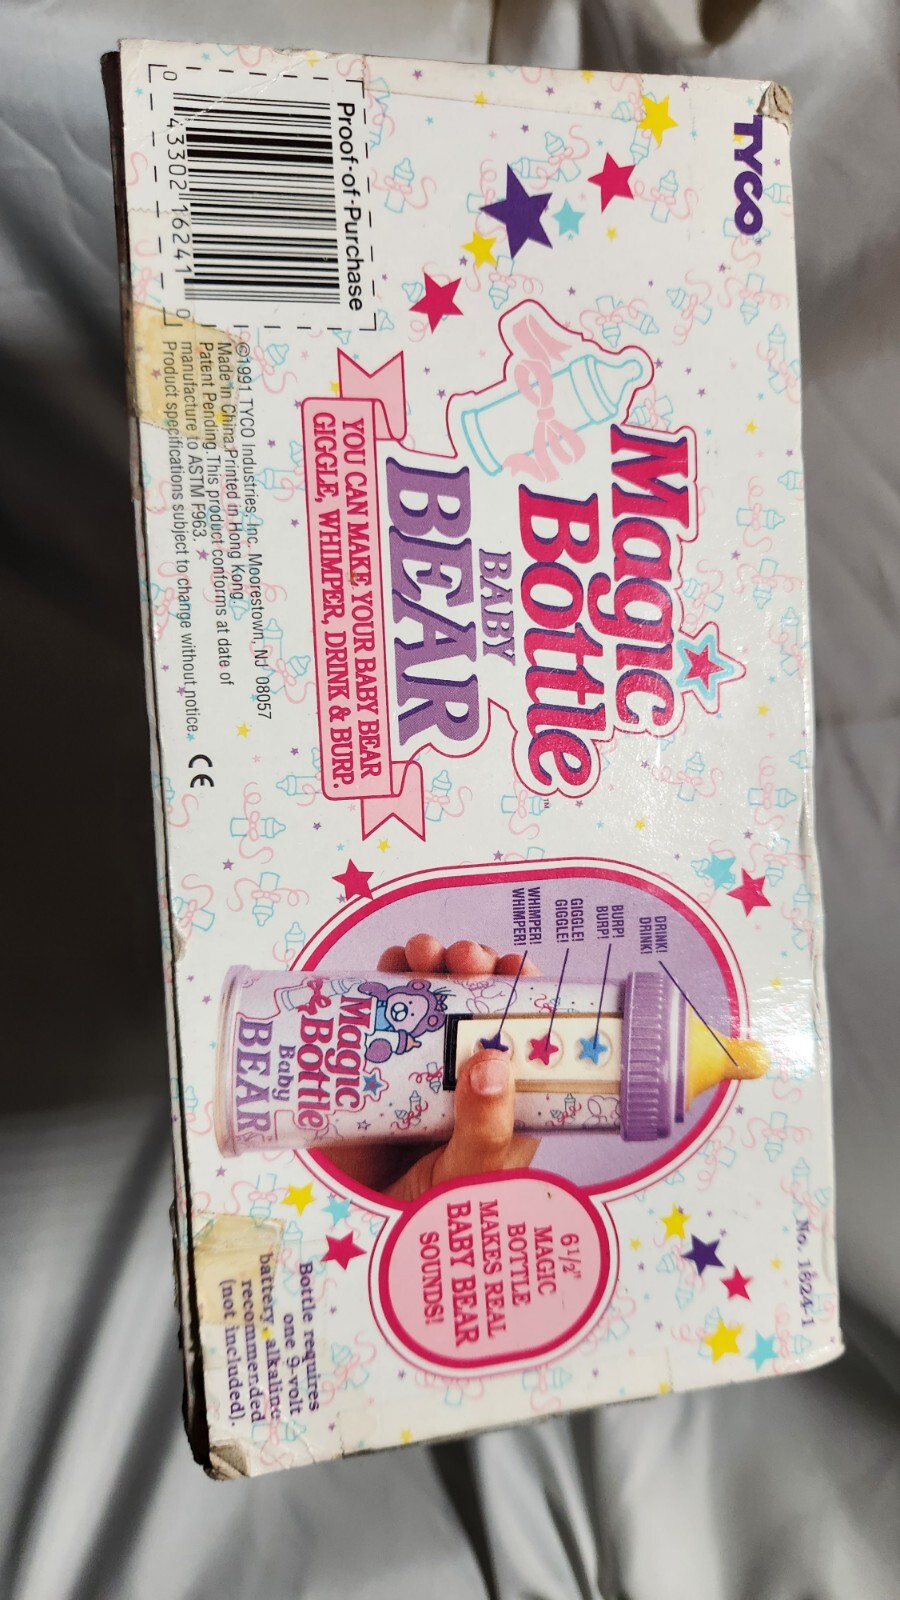 TYCO
No. 1624-1
Magic
Bottle™
BABY
BEAR
YOU CAN MAKE YOUR BABY BEAR
GIGGLE, WHIMPER, DRINK & BURP.
Proof-of-Purchase
0 43302 16241 0
©1991 TYCO Industries, Inc. Moorestown, NJ 08057
Made in China. Printed in Hong Kong.
Patent Pending. This product conforms at date of
manufacture to ASTM F963.
Product specifications subject to change without notice.
CE
DRINK!
DRINK!
BURP!
BURP!
GIGGLE!
GIGGLE!
WHIMPER!
WHIMPER!
Magic
Bottle
Baby
BEAR
6 1/2"
MAGIC
BOTTLE
MAKES REAL
BABY BEAR
SOUNDS!
Bottle requires
one 9-volt
battery, alkaline
recommended
(not included).